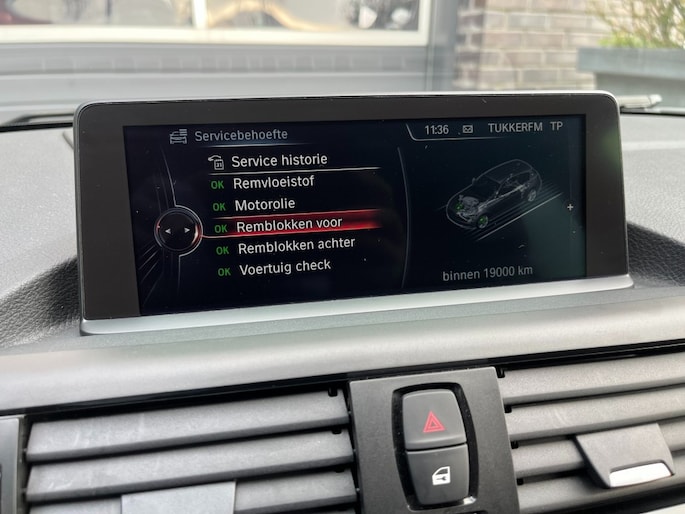 Servicebehoefte
11:36 TUKKERFM TP
Service historie
OK Remvloeistof
OK Motorolie
OK Remblokken voor
OK Remblokken achter
OK Voertuig check
binnen 19000 km